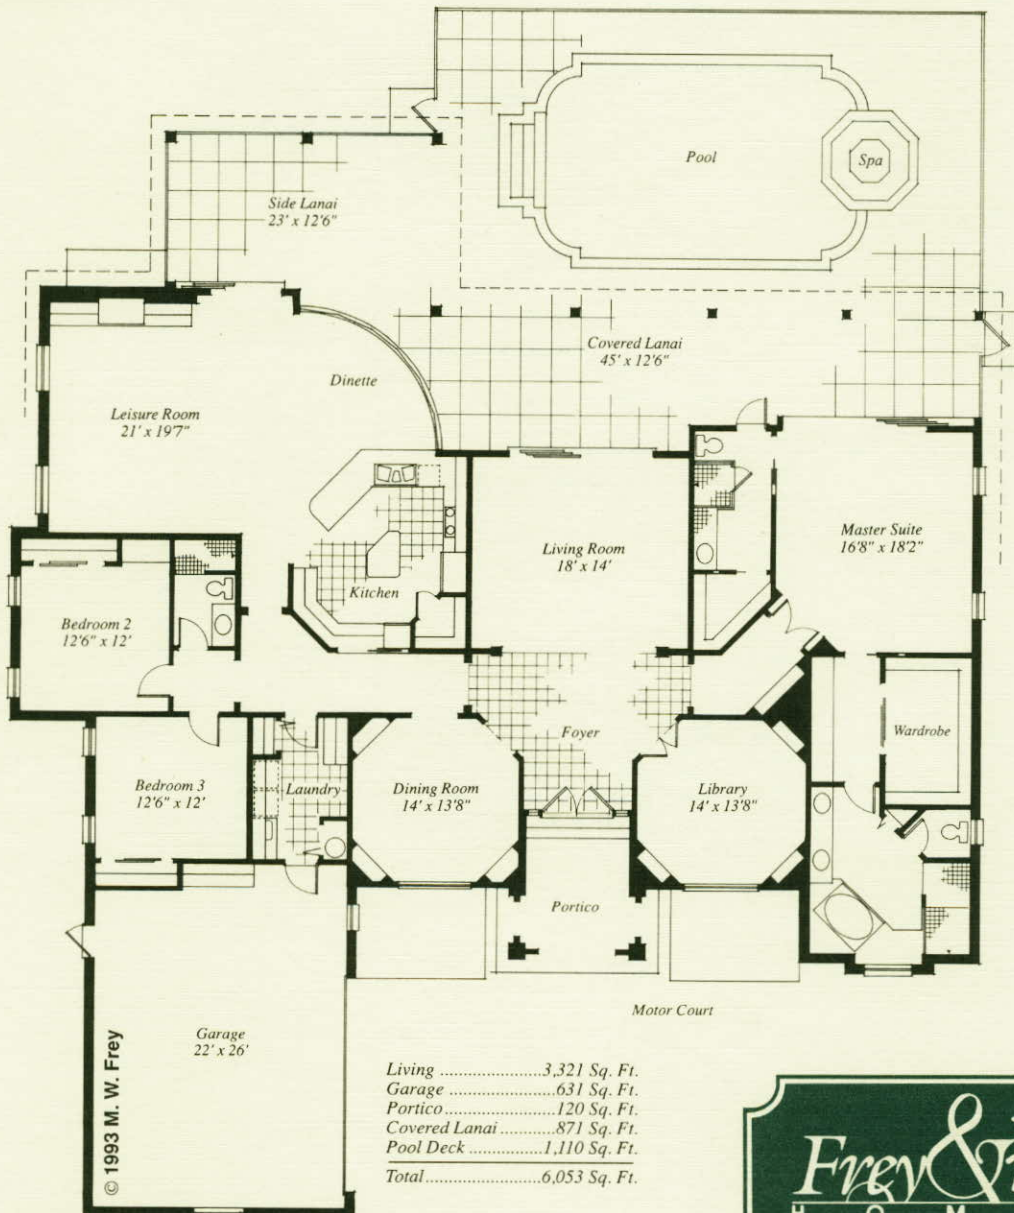 Pool
Spa
Side Lanai
23' x 12'6"
Covered Lanai
45' x 12'6"
Dinette
Leisure Room
21' x 19'7"
Master Suite
16'8" x 18'2"
Living Room
18' x 14'
Kitchen
Bedroom 2
12'6" x 12'
Foyer
Wardrobe
Bedroom 3
12'6" x 12'
Laundry
Dining Room
14' x 13'8"
Library
14' x 13'8"
Portico
Motor Court
Garage
22' x 26'
© 1993 M. W. Frey
Living ......................3,321 Sq. Ft.
Garage ........................631 Sq. Ft.
Portico........................120 Sq. Ft.
Covered Lanai ............871 Sq. Ft.
Pool Deck .................1,110 Sq. Ft.
Total..........................6,053 Sq. Ft.
Frey &
H O M